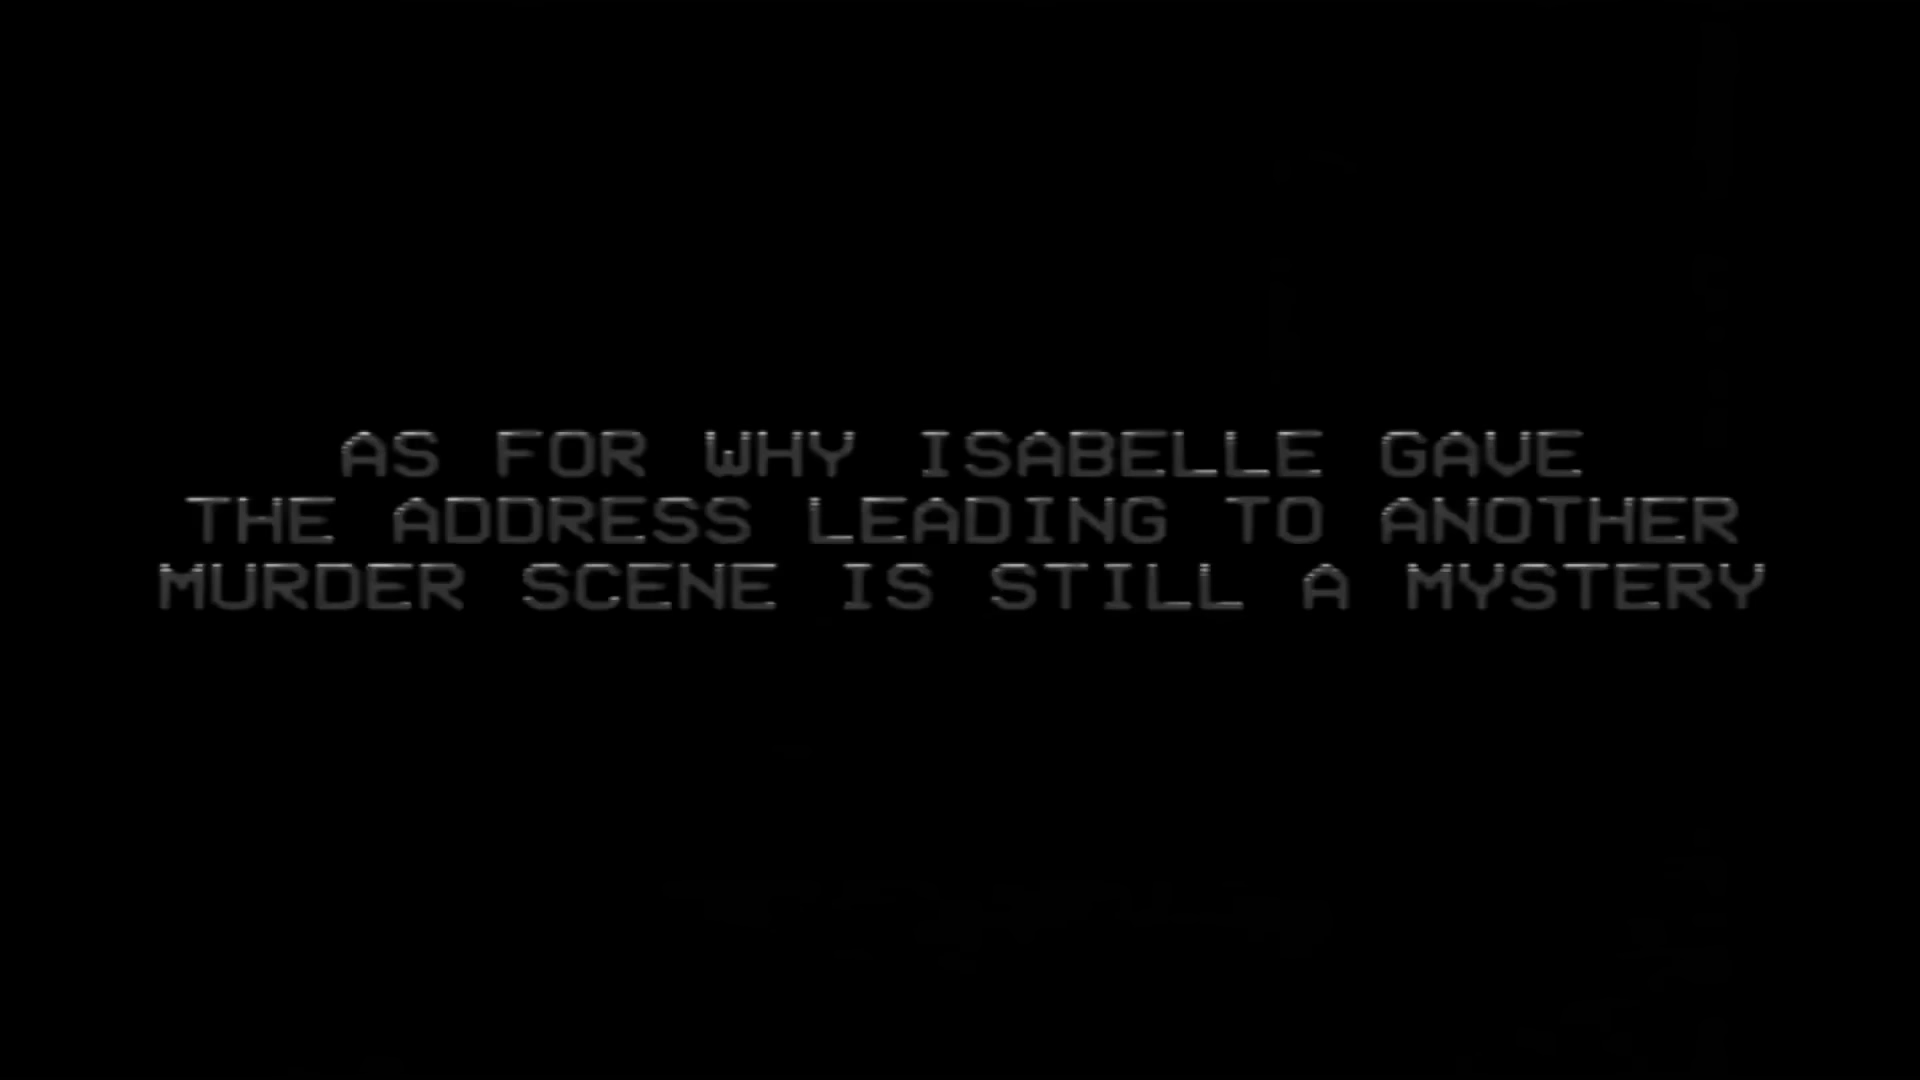 AS FOR WHY ISABELLE GAVE
THE ADDRESS LEADING TO ANOTHER
MURDER SCENE IS STILL A MYSTERY